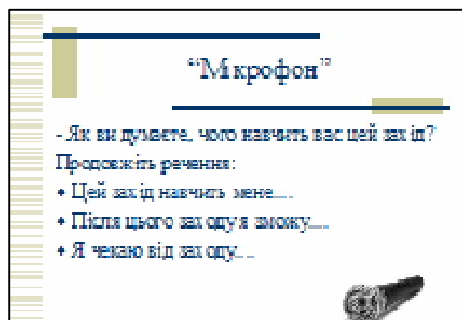 “Мікрофон”
- Як ви думаєте, чого навчить вас цей захід?
Продовжіть речення:
• Цей захід навчить мене....
• Після цього заходу я зможу....
• Я чекаю від заходу....